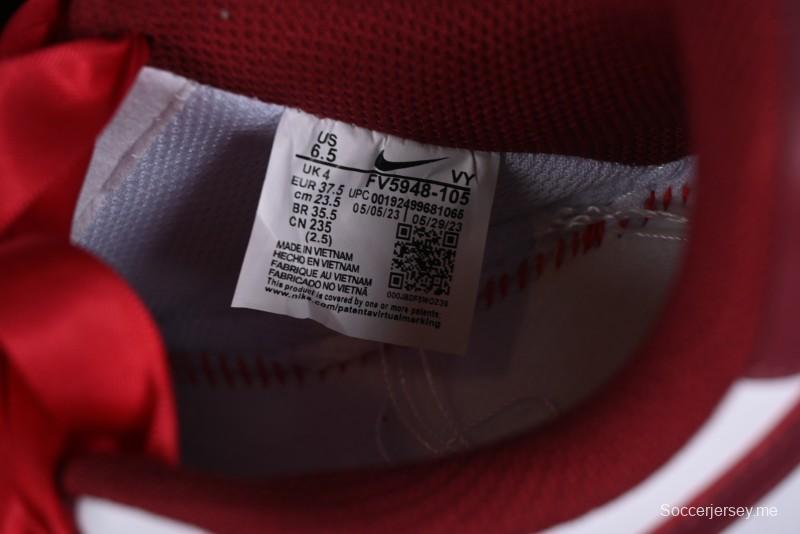 US
6.5
VY
UK 4
FV5948-105
EUR 37.5
UPC 00192499681065
cm 23.5
05/05/23 | 05/29/23
BR 35.5
CN 235
(2.5)
MADE IN VIETNAM
HECHO EN VIETNAM
FABRIQUE AU VIETNAM
FABRICADO NO VIETNÃ
This product is covered by one or more patents.
www.nike.com/patentavirtualmarking
Soccerjersey.me